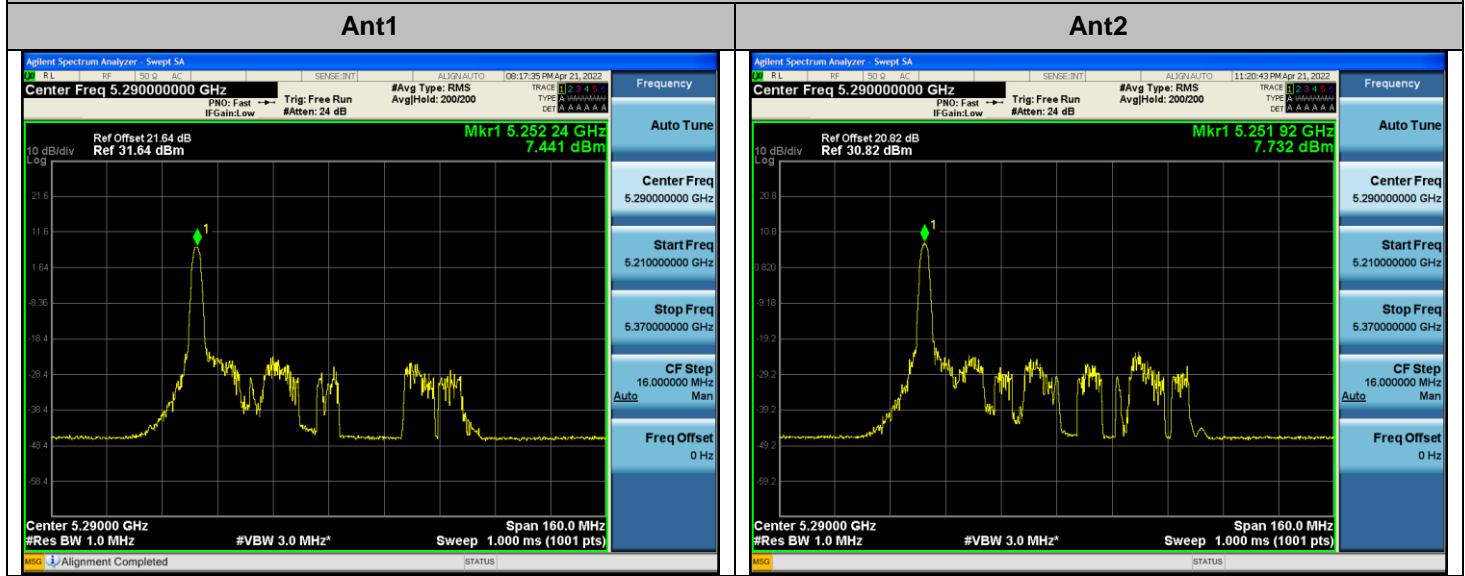 Ant1
Ant2
Agilent Spectrum Analyzer - Swept SA
RL RF 50 Ω AC SENSE:INT ALIGN AUTO 08:17:35 PM Apr 21, 2022
Center Freq 5.290000000 GHz
PNO: Fast
IFGain:Low
Trig: Free Run
#Atten: 24 dB
#Avg Type: RMS
Avg|Hold: 200/200
TRACE 1 2 3 4 5 6
TYPE A
DET A A A A A A
Frequency
Mkr1 5.252 24 GHz
7.441 dBm
Ref Offset 21.64 dB
10 dB/div Ref 31.64 dBm
Log
21.6
11.6
1.64
-8.36
-18.4
-28.4
-38.4
-49.4
-58.4
1
Auto Tune
Center Freq
5.290000000 GHz
Start Freq
5.210000000 GHz
Stop Freq
5.370000000 GHz
CF Step
16.000000 MHz
Auto Man
Freq Offset
0 Hz
Center 5.29000 GHz Span 160.0 MHz
#Res BW 1.0 MHz #VBW 3.0 MHz* Sweep 1.000 ms (1001 pts)
MSG Alignment Completed STATUS
Agilent Spectrum Analyzer - Swept SA
RL RF 50 Ω AC SENSE:INT ALIGN AUTO 11:20:43 PM Apr 21, 2022
Center Freq 5.290000000 GHz
PNO: Fast
IFGain:Low
Trig: Free Run
#Atten: 24 dB
#Avg Type: RMS
Avg|Hold: 200/200
TRACE 1 2 3 4 5 6
TYPE A
DET A A A A A A
Frequency
Mkr1 5.251 92 GHz
7.732 dBm
Ref Offset 20.82 dB
10 dB/div Ref 30.82 dBm
Log
20.8
10.8
0.820
-9.18
-19.2
-29.2
-39.2
-49.2
-59.2
1
Auto Tune
Center Freq
5.290000000 GHz
Start Freq
5.210000000 GHz
Stop Freq
5.370000000 GHz
CF Step
16.000000 MHz
Auto Man
Freq Offset
0 Hz
Center 5.29000 GHz Span 160.0 MHz
#Res BW 1.0 MHz #VBW 3.0 MHz* Sweep 1.000 ms (1001 pts)
MSG STATUS